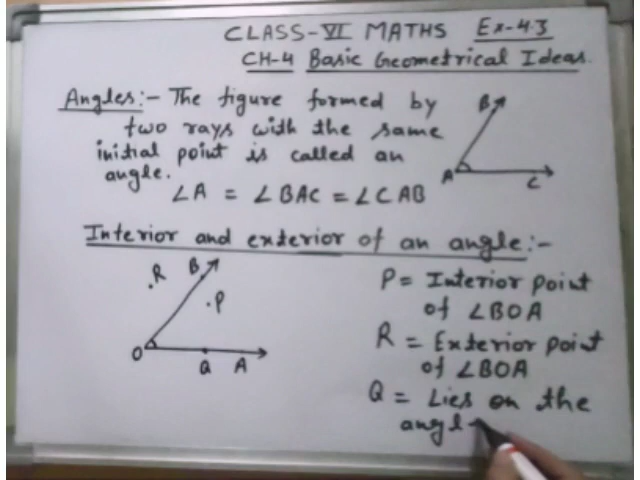 CLASS-VI MATHS Ex-4.3
CH-4 Basic Geometrical Ideas.
Angles:- The figure formed by
two rays with the same
initial point is called an
angle.
∠A = ∠BAC = ∠CAB
B
A
C
Interior and exterior of an angle:-
R
B
P
O
Q
A
P = Interior point
of ∠BOA
R = Exterior point
of ∠BOA
Q = Lies on the
angl